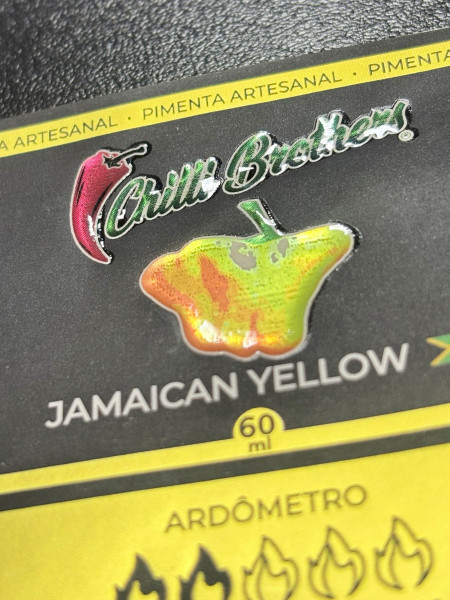 A ARTESANAL · PIMENTA ARTESANAL · PIMENTA
Chilli Brothers®
JAMAICAN YELLOW
60
ml
ARDÔMETRO